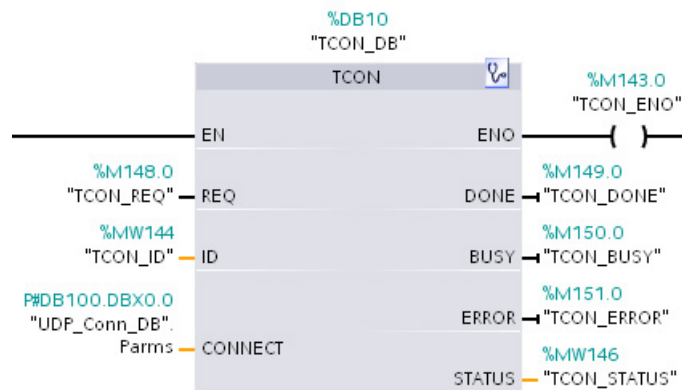 %DB10
"TCON_DB"
TCON
%M143.0
"TCON_ENO"
EN
ENO
%M148.0
"TCON_REQ"
REQ
DONE
%M149.0
"TCON_DONE"
%MW144
"TCON_ID"
ID
BUSY
%M150.0
"TCON_BUSY"
P#DB100.DBX0.0
"UDP_Conn_DB".
Parms
CONNECT
ERROR
%M151.0
"TCON_ERROR"
STATUS
%MW146
"TCON_STATUS"